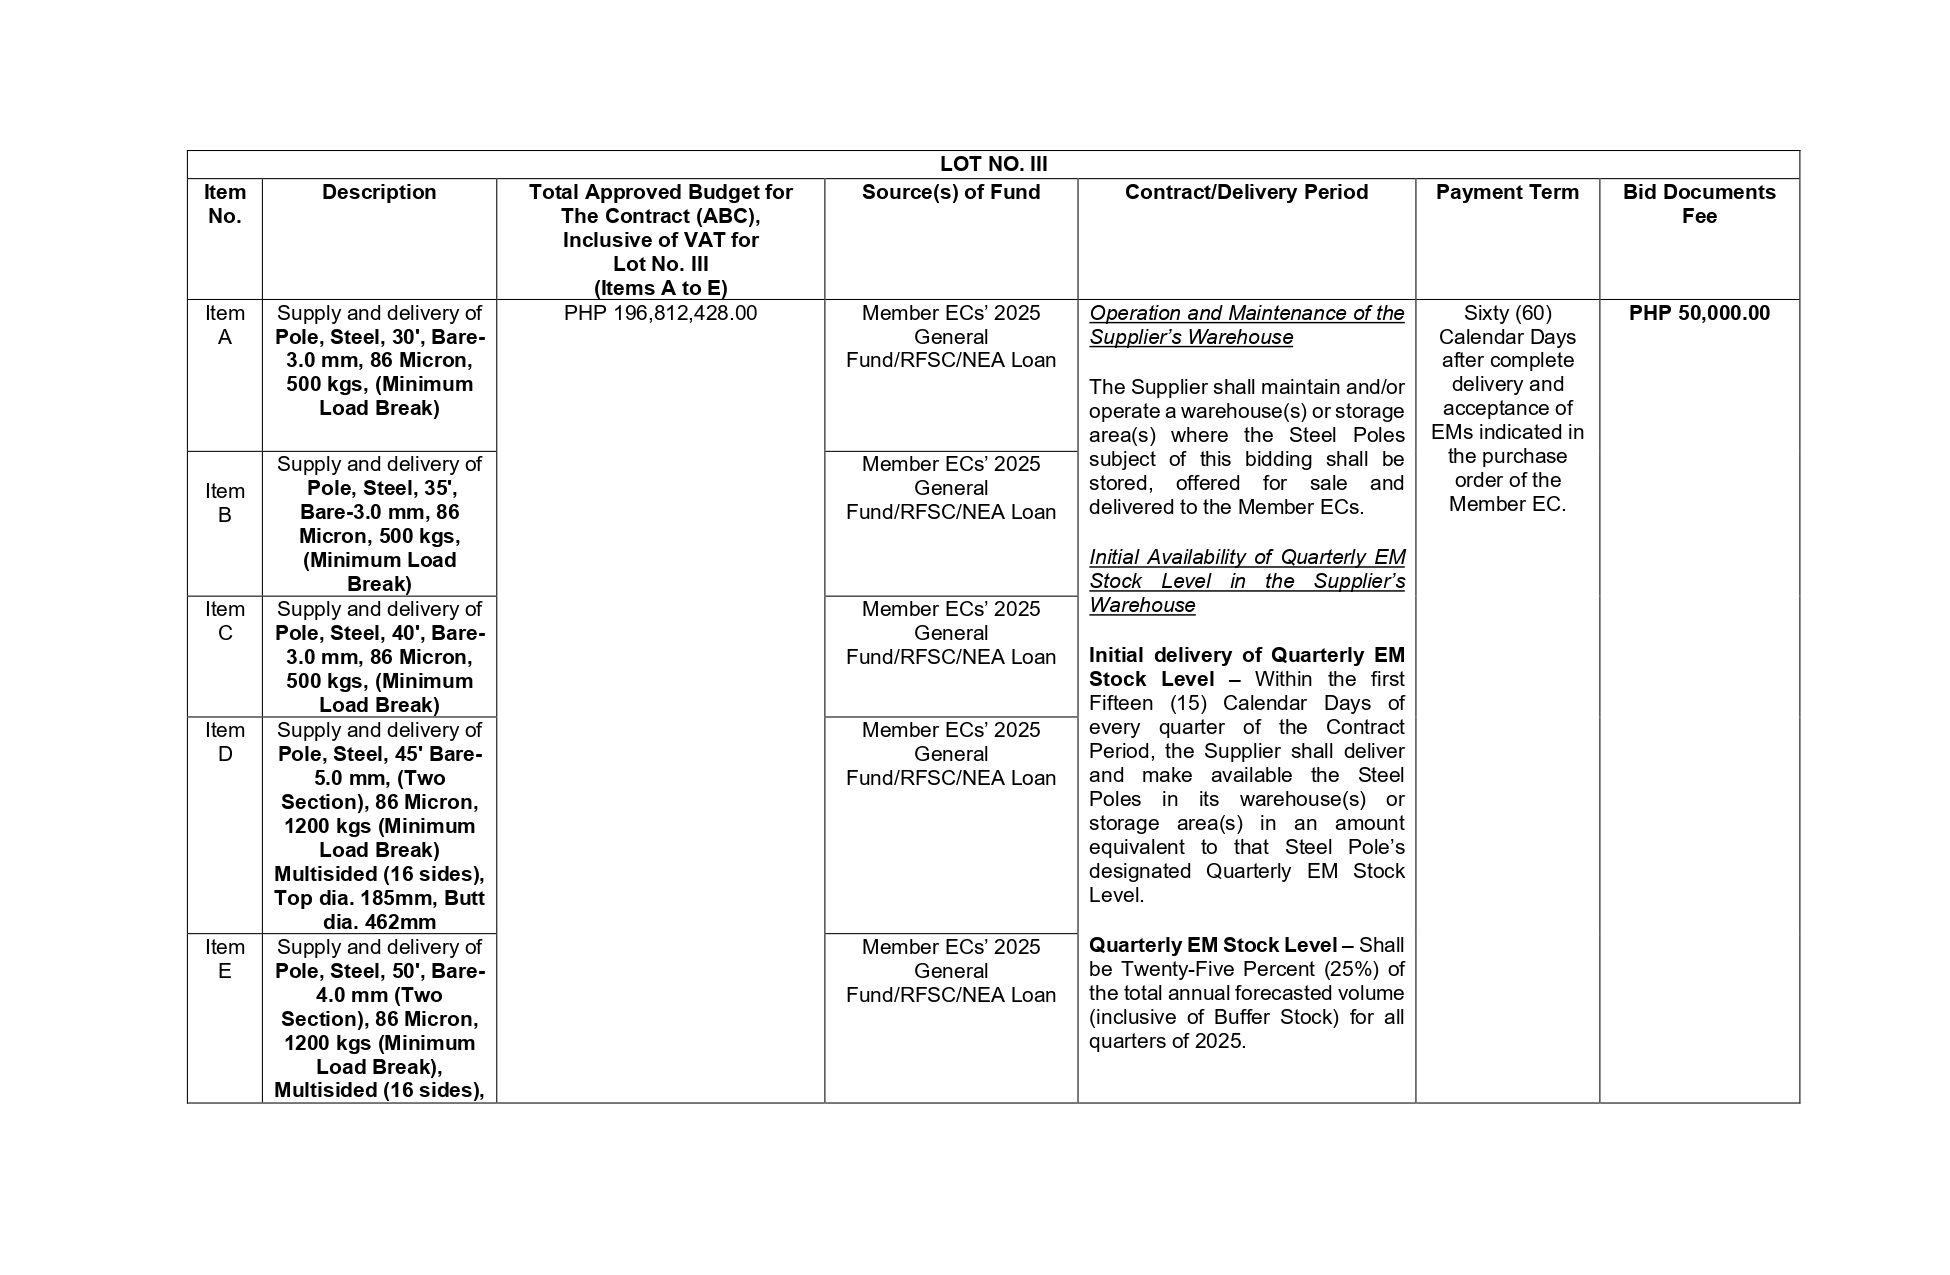 LOT NO. III
Item
No.
Description
Total Approved Budget for
The Contract (ABC),
Inclusive of VAT for
Lot No. III
(Items A to E)
Source(s) of Fund
Contract/Delivery Period
Payment Term
Bid Documents
Fee
Item
A
Supply and delivery of
Pole, Steel, 30', Bare-
3.0 mm, 86 Micron,
500 kgs, (Minimum
Load Break)
PHP 196,812,428.00
Member ECs’ 2025
General
Fund/RFSC/NEA Loan
Operation and Maintenance of the
Supplier’s Warehouse
The Supplier shall maintain and/or
operate a warehouse(s) or storage
area(s) where the Steel Poles
subject of this bidding shall be
stored, offered for sale and
delivered to the Member ECs.
Initial Availability of Quarterly EM
Stock Level in the Supplier’s
Warehouse
Initial delivery of Quarterly EM
Stock Level – Within the first
Fifteen (15) Calendar Days of
every quarter of the Contract
Period, the Supplier shall deliver
and make available the Steel
Poles in its warehouse(s) or
storage area(s) in an amount
equivalent to that Steel Pole’s
designated Quarterly EM Stock
Level.
Quarterly EM Stock Level – Shall
be Twenty-Five Percent (25%) of
the total annual forecasted volume
(inclusive of Buffer Stock) for all
quarters of 2025.
Sixty (60)
Calendar Days
after complete
delivery and
acceptance of
EMs indicated in
the purchase
order of the
Member EC.
PHP 50,000.00
Item
B
Supply and delivery of
Pole, Steel, 35',
Bare-3.0 mm, 86
Micron, 500 kgs,
(Minimum Load
Break)
Member ECs’ 2025
General
Fund/RFSC/NEA Loan
Item
C
Supply and delivery of
Pole, Steel, 40', Bare-
3.0 mm, 86 Micron,
500 kgs, (Minimum
Load Break)
Member ECs’ 2025
General
Fund/RFSC/NEA Loan
Item
D
Supply and delivery of
Pole, Steel, 45' Bare-
5.0 mm, (Two
Section), 86 Micron,
1200 kgs (Minimum
Load Break)
Multisided (16 sides),
Top dia. 185mm, Butt
dia. 462mm
Member ECs’ 2025
General
Fund/RFSC/NEA Loan
Item
E
Supply and delivery of
Pole, Steel, 50', Bare-
4.0 mm (Two
Section), 86 Micron,
1200 kgs (Minimum
Load Break),
Multisided (16 sides),
Member ECs’ 2025
General
Fund/RFSC/NEA Loan